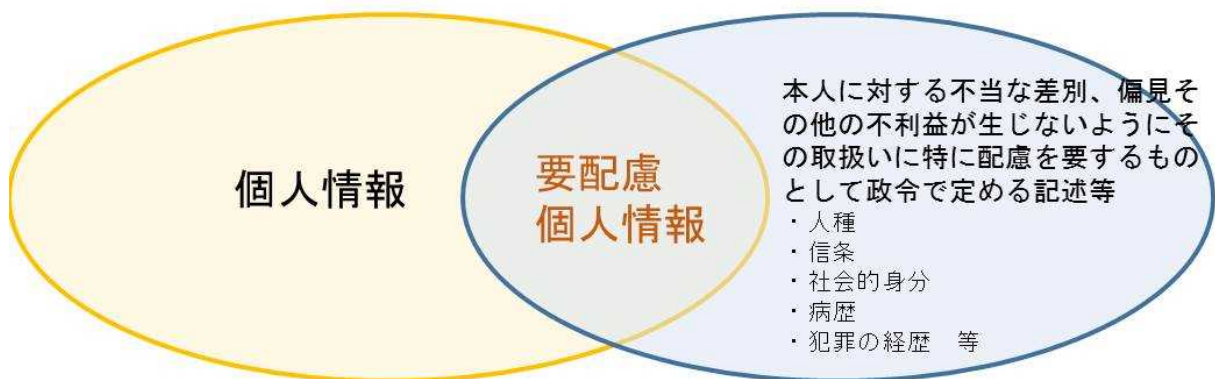 個人情報
要配慮
個人情報
本人に対する不当な差別、偏見そ
の他の不利益が生じないようにそ
の取扱いに特に配慮を要するもの
として政令で定める記述等
・人種
・信条
・社会的身分
・病歴
・犯罪の経歴　等